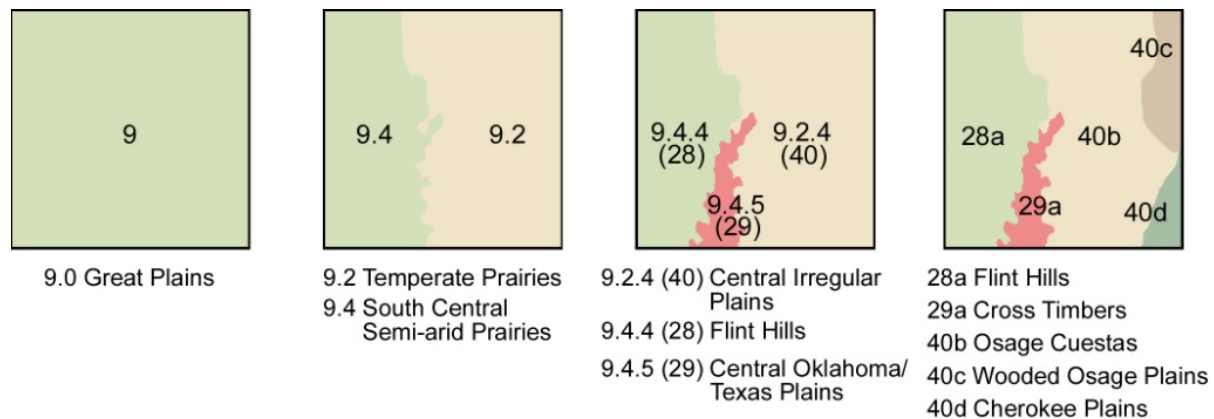 9
9.0 Great Plains
9.4
9.2
9.2 Temperate Prairies
9.4 South Central
Semi-arid Prairies
9.4.4
(28)
9.2.4
(40)
9.4.5
(29)
9.2.4 (40) Central Irregular
Plains
9.4.4 (28) Flint Hills
9.4.5 (29) Central Oklahoma/
Texas Plains
40c
28a
40b
29a
40d
28a Flint Hills
29a Cross Timbers
40b Osage Cuestas
40c Wooded Osage Plains
40d Cherokee Plains